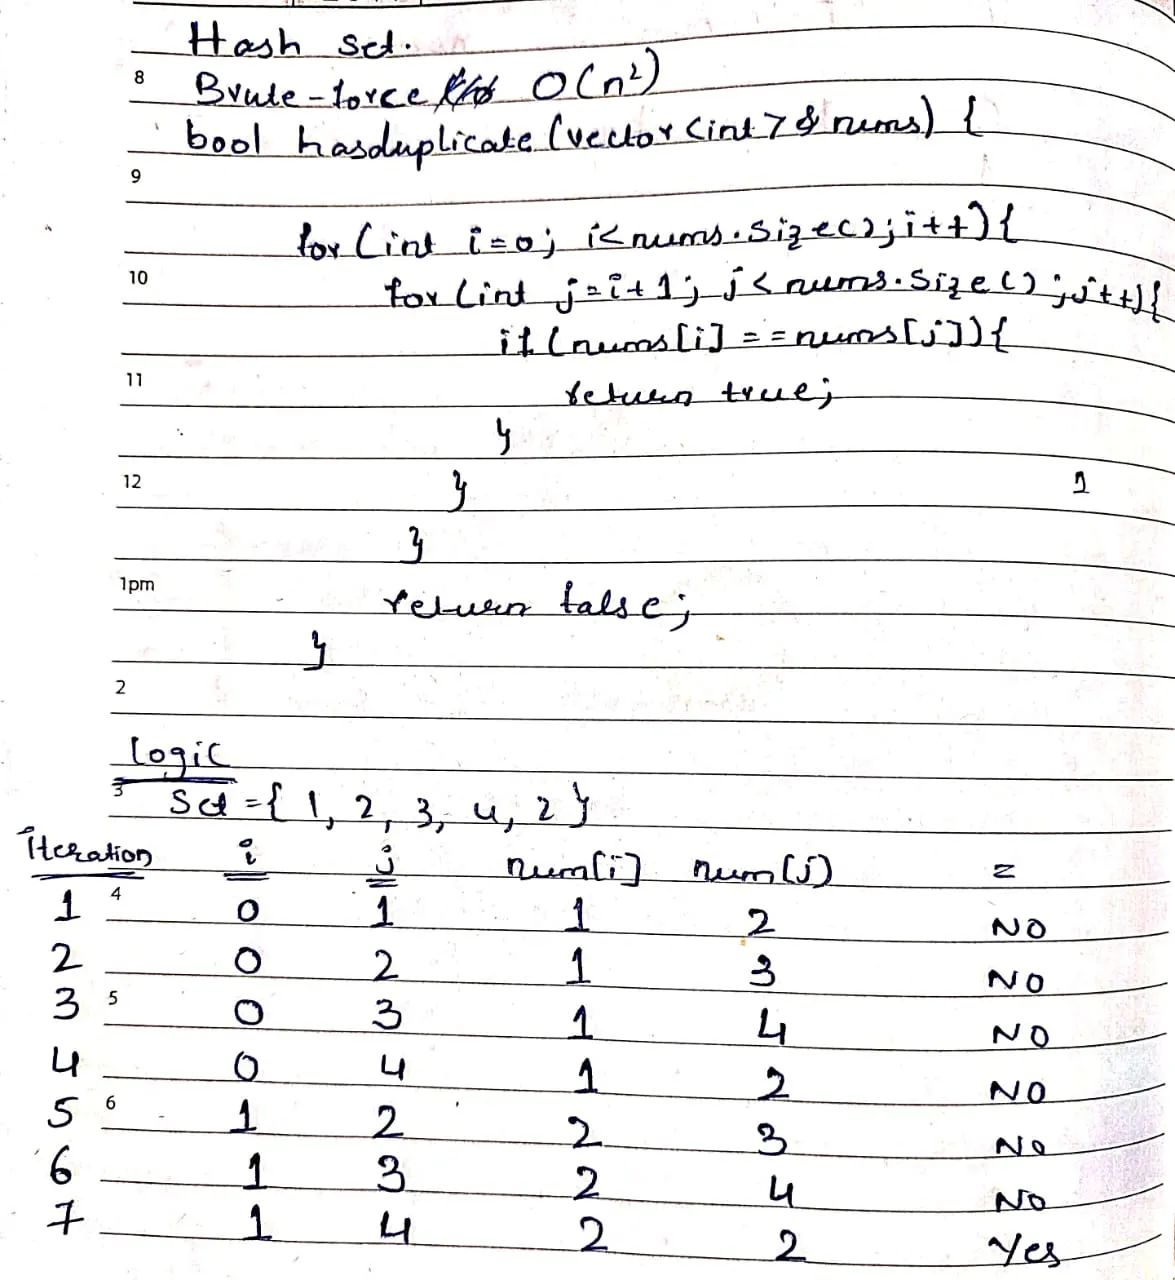 Hash Set.
8
Brute-force O(n²)
bool hasduplicate (vector<int>& nums) {
9
for (int i=0; i<nums.size(); i++) {
10
for (int j=i+1; j<nums.size(); j++) {
if (nums[i] == nums[j]) {
11
return true;
}
12 } 1
}
1pm
return false;
}
2
Logic
3
Set = { 1, 2, 3, 4, 2 }
Iteration i j num[i] num[j] =
1 4 0 1 1 2 NO
2 0 2 1 3 NO
3 5 0 3 1 4 NO
4 0 4 1 2 NO
5 6 1 2 2 3 NO
6 1 3 2 4 NO
7 1 4 2 2 Yes